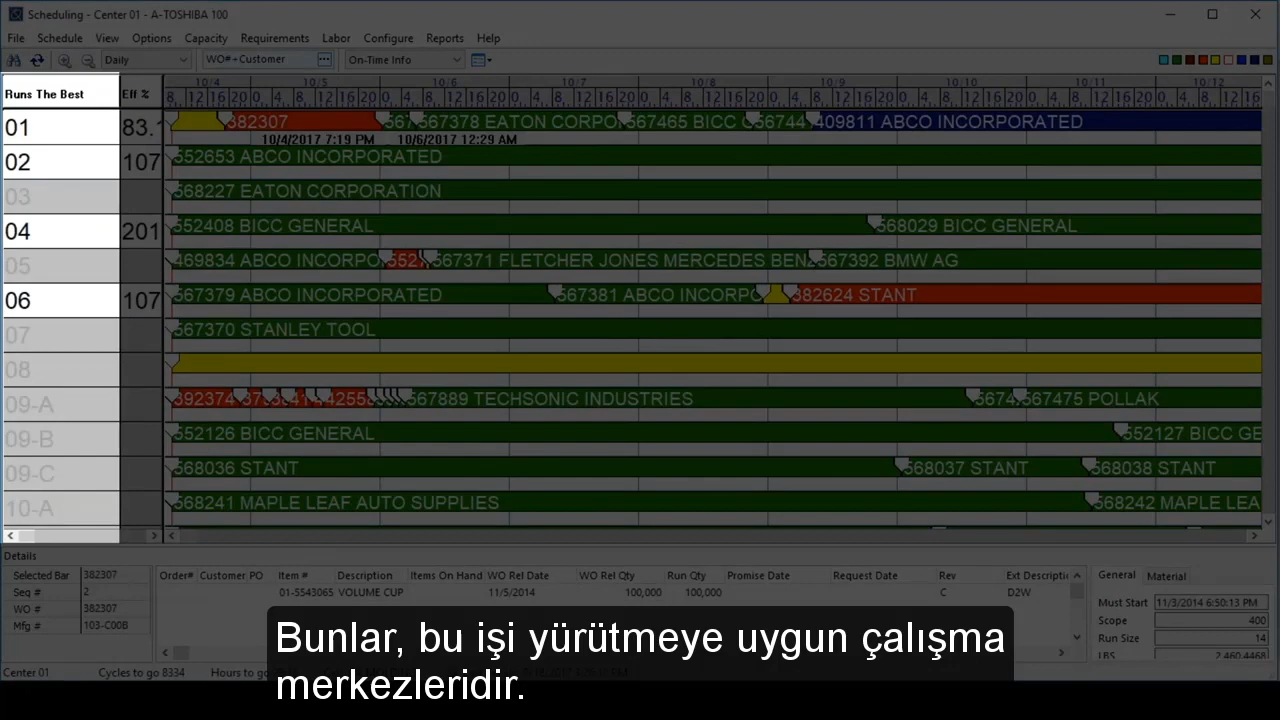 Scheduling - Center 01 - A-TOSHIBA 100
File Schedule View Options Capacity Requirements Labor Configure Reports Help
Daily WO#+Customer On-Time Info
Runs The Best Eff % 10/4 10/5 10/6 10/7 10/8 10/9 10/10 10/11 10/12
01 83. 382307 567378 EATON CORPO 567465 BICC 409811 ABCO INCORPORATED
10/4/2017 7:19 PM 10/6/2017 12:29 AM
02 107 552653 ABCO INCORPORATED
03 568227 EATON CORPORATION
04 201 552408 BICC GENERAL 568029 BICC GENERAL
05 469834 ABCO INCORPO 567371 FLETCHER JONES MERCEDES BENZ 567392 BMW AG
06 107 567379 ABCO INCORPORATED 567381 ABCO INCORPO 382624 STANT
07 567370 STANLEY TOOL
08
09-A 392374 567889 TECHSONIC INDUSTRIES 567475 POLLAK
09-B 552126 BICC GENERAL 552127 BICC GE
09-C 568036 STANT 568037 STANT 568038 STANT
10-A 568241 MAPLE LEAF AUTO SUPPLIES 568242 MAPLE LEA
Details
Selected Bar 382307
Seq # 2
WO # 382307
Mfg # 103-C00B
Order# Customer PO Item # Description Items On Hand WO Rel Date WO Rel Qty Run Qty Promise Date Request Date Rev Ext Descripti
01-5543065 VOLUME CUP 11/5/2014 100,000 100,000 C D2W
General Material
Must Start 11/3/2014 6:50:13 PM
Scope 400
Run Size 14
LBS 2,460.4468
Center 01 Cycles to go 8334 Hours to go
Bunlar, bu işi yürütmeye uygun çalışma
merkezleridir.